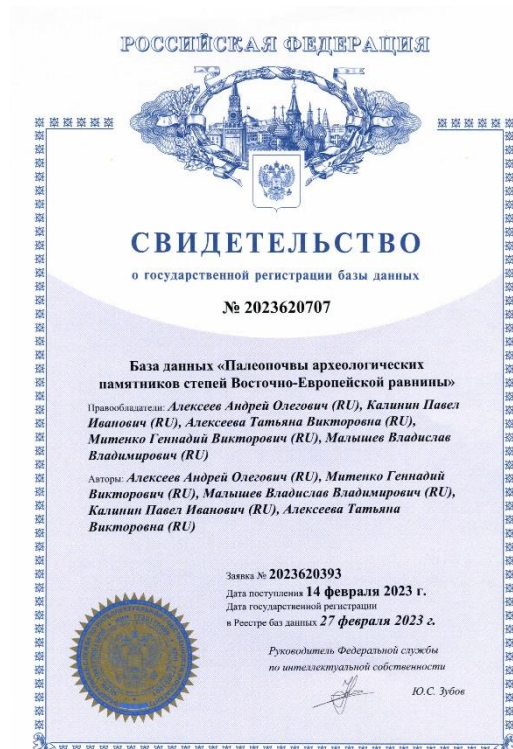 РОССИЙСКАЯ ФЕДЕРАЦИЯ
СВИДЕТЕЛЬСТВО
о государственной регистрации базы данных
№ 2023620707
База данных «Палеопочвы археологических
памятников степей Восточно-Европейской равнины»
Правообладатели: Алексеев Андрей Олегович (RU), Калинин Павел
Иванович (RU), Алексеева Татьяна Викторовна (RU),
Митенко Геннадий Викторович (RU), Малышев Владислав
Владимирович (RU)
Авторы: Алексеев Андрей Олегович (RU), Митенко Геннадий
Викторович (RU), Малышев Владислав Владимирович (RU),
Калинин Павел Иванович (RU), Алексеева Татьяна
Викторовна (RU)
Заявка № 2023620393
Дата поступления 14 февраля 2023 г.
Дата государственной регистрации
в Реестре баз данных 27 февраля 2023 г.
Руководитель Федеральной службы
по интеллектуальной собственности
Ю.С. Зубов